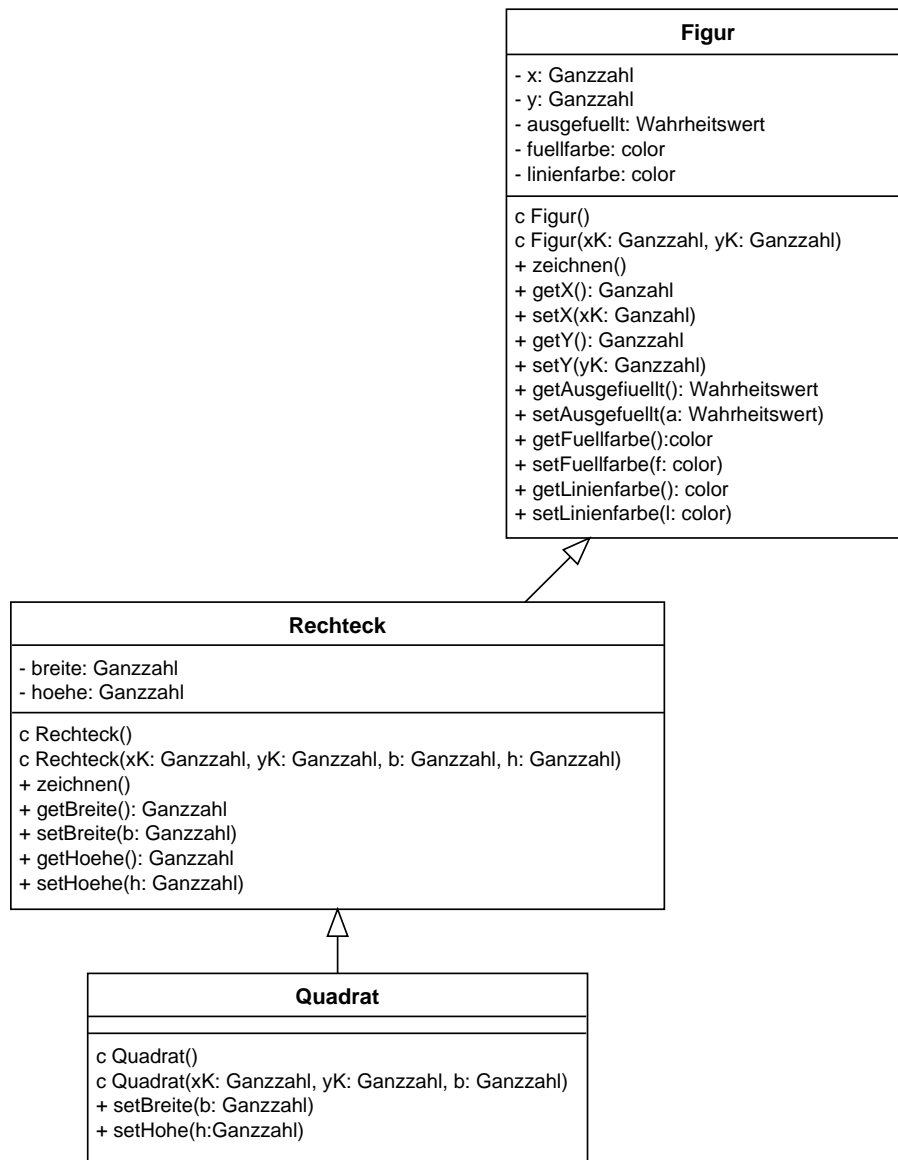 Figur
- x: Ganzzahl
- y: Ganzzahl
- ausgefuellt: Wahrheitswert
- fuellfarbe: color
- linienfarbe: color
c Figur()
c Figur(xK: Ganzzahl, yK: Ganzzahl)
+ zeichnen()
+ getX(): Ganzahl
+ setX(xK: Ganzahl)
+ getY(): Ganzzahl
+ setY(yK: Ganzzahl)
+ getAusgefiuellt(): Wahrheitswert
+ setAusgefuellt(a: Wahrheitswert)
+ getFuellfarbe():color
+ setFuellfarbe(f: color)
+ getLinienfarbe(): color
+ setLinienfarbe(l: color)
Rechteck
- breite: Ganzzahl
- hoehe: Ganzzahl
c Rechteck()
c Rechteck(xK: Ganzzahl, yK: Ganzzahl, b: Ganzzahl, h: Ganzzahl)
+ zeichnen()
+ getBreite(): Ganzzahl
+ setBreite(b: Ganzzahl)
+ getHoehe(): Ganzzahl
+ setHoehe(h: Ganzzahl)
Quadrat
c Quadrat()
c Quadrat(xK: Ganzzahl, yK: Ganzzahl, b: Ganzzahl)
+ setBreite(b: Ganzzahl)
+ setHohe(h:Ganzzahl)